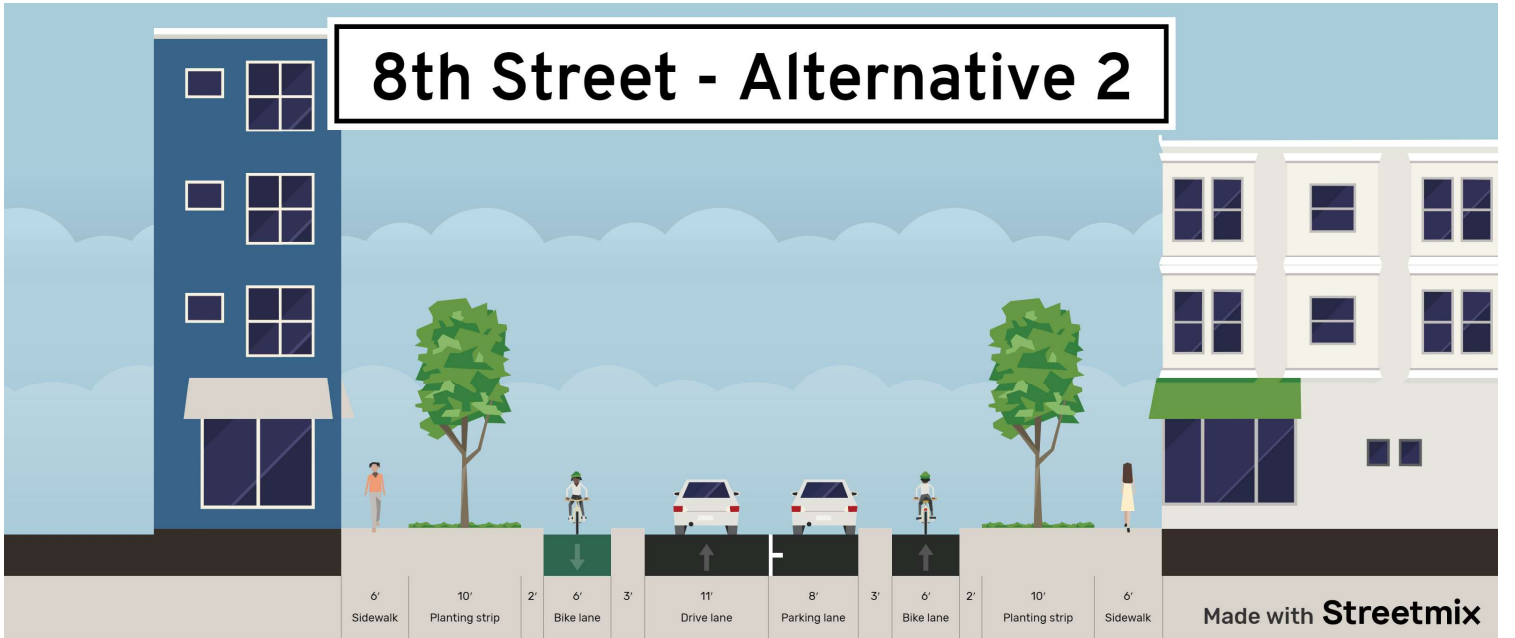 8th Street - Alternative 2
6′ 10′ 2′ 6′ 3′ 11′ 8′ 3′ 6′ 2′ 10′ 6′
Sidewalk Planting strip Bike lane Drive lane Parking lane Bike lane Planting strip Sidewalk
Made with Streetmix